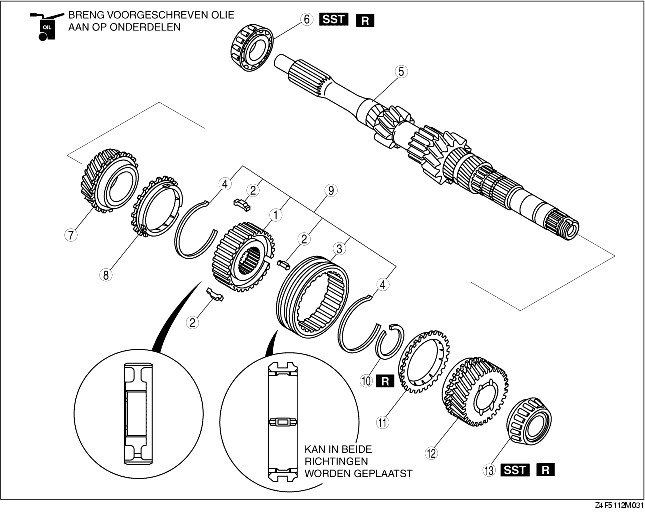 BRENG VOORGESCHREVEN OLIE
AAN OP ONDERDELEN
OIL
6 SST R
5
4
2
9
1
2
3
7
8
4
2
10 R
11
12
13 SST R
KAN IN BEIDE
RICHTINGEN
WORDEN GEPLAATST
Z4F5112M031